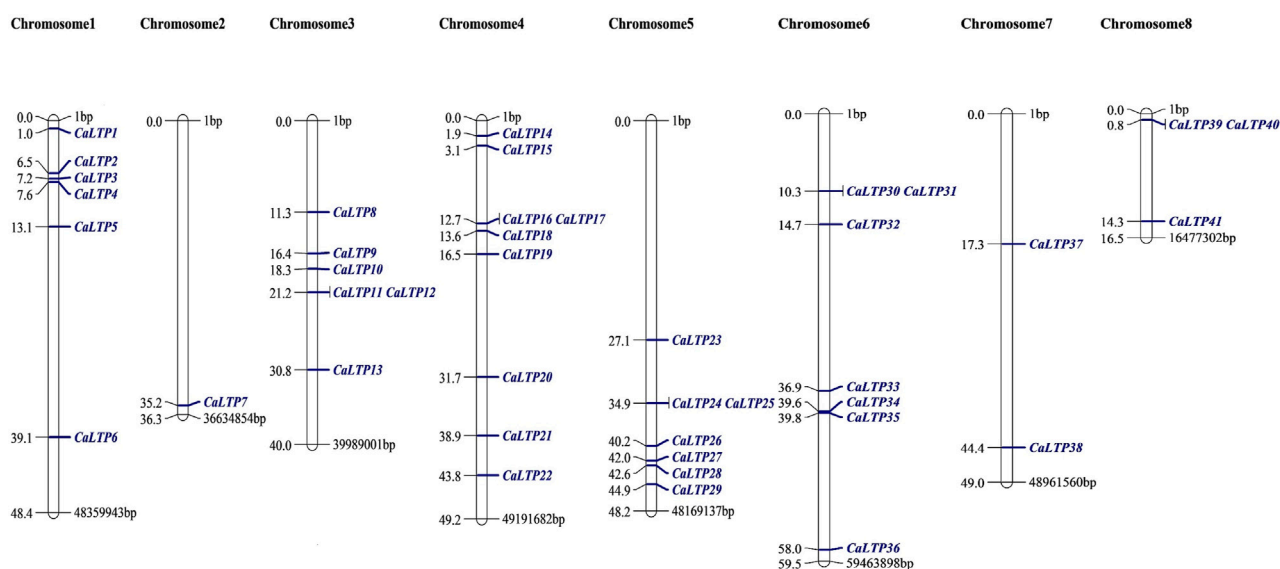 Chromosome1
0.0 1bp
1.0 CaLTP1
6.5 CaLTP2
7.2 CaLTP3
7.6 CaLTP4
13.1 CaLTP5
39.1 CaLTP6
48.4 48359943bp
Chromosome2
0.0 1bp
35.2 CaLTP7
36.3 36634854bp
Chromosome3
0.0 1bp
11.3 CaLTP8
16.4 CaLTP9
18.3 CaLTP10
21.2 CaLTP11 CaLTP12
30.8 CaLTP13
40.0 39989001bp
Chromosome4
0.0 1bp
1.9 CaLTP14
3.1 CaLTP15
12.7 CaLTP16 CaLTP17
13.6 CaLTP18
16.5 CaLTP19
31.7 CaLTP20
38.9 CaLTP21
43.8 CaLTP22
49.2 49191682bp
Chromosome5
0.0 1bp
27.1 CaLTP23
34.9 CaLTP24 CaLTP25
40.2 CaLTP26
42.0 CaLTP27
42.6 CaLTP28
44.9 CaLTP29
48.2 48169137bp
Chromosome6
0.0 1bp
10.3 CaLTP30 CaLTP31
14.7 CaLTP32
36.9 CaLTP33
39.6 CaLTP34
39.8 CaLTP35
58.0 CaLTP36
59.5 59463898bp
Chromosome7
0.0 1bp
17.3 CaLTP37
44.4 CaLTP38
49.0 48961560bp
Chromosome8
0.0 1bp
0.8 CaLTP39 CaLTP40
14.3 CaLTP41
16.5 16477302bp